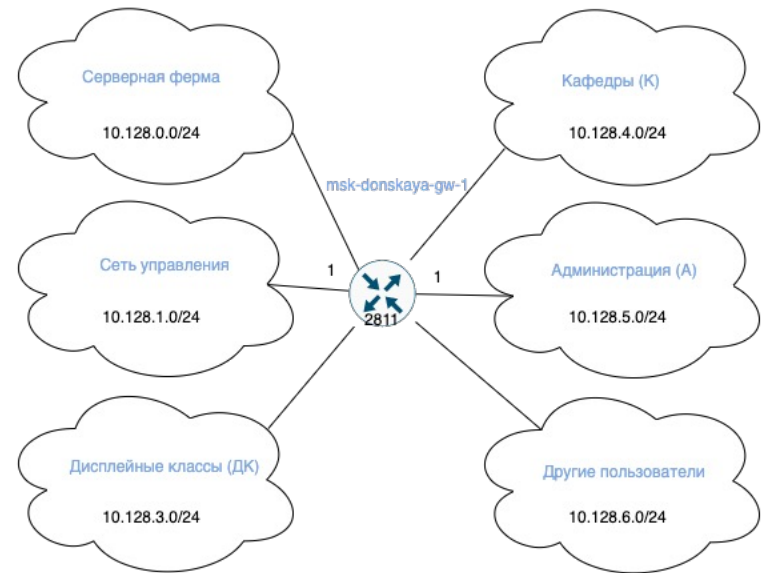 Серверная ферма
10.128.0.0/24
Кафедры (К)
10.128.4.0/24
msk-donskaya-gw-1
Сеть управления
10.128.1.0/24
1
1
2811
Администрация (А)
10.128.5.0/24
Дисплейные классы (ДК)
10.128.3.0/24
Другие пользователи
10.128.6.0/24